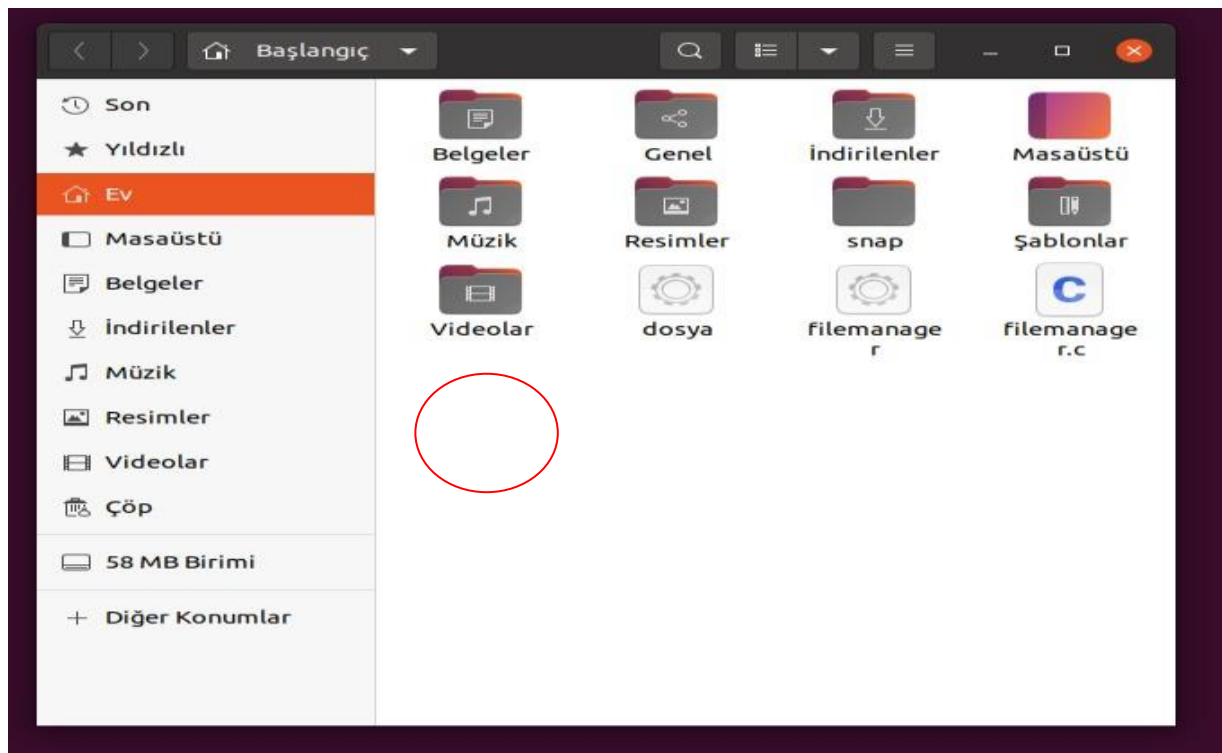 Başlangıç
Son
Yıldızlı
Ev
Masaüstü
Belgeler
İndirilenler
Müzik
Resimler
Videolar
Çöp
58 MB Birimi
Diğer Konumlar
Belgeler
Genel
İndirilenler
Masaüstü
Müzik
Resimler
snap
Şablonlar
Videolar
dosya
filemanage
r
C
filemanage
r.c